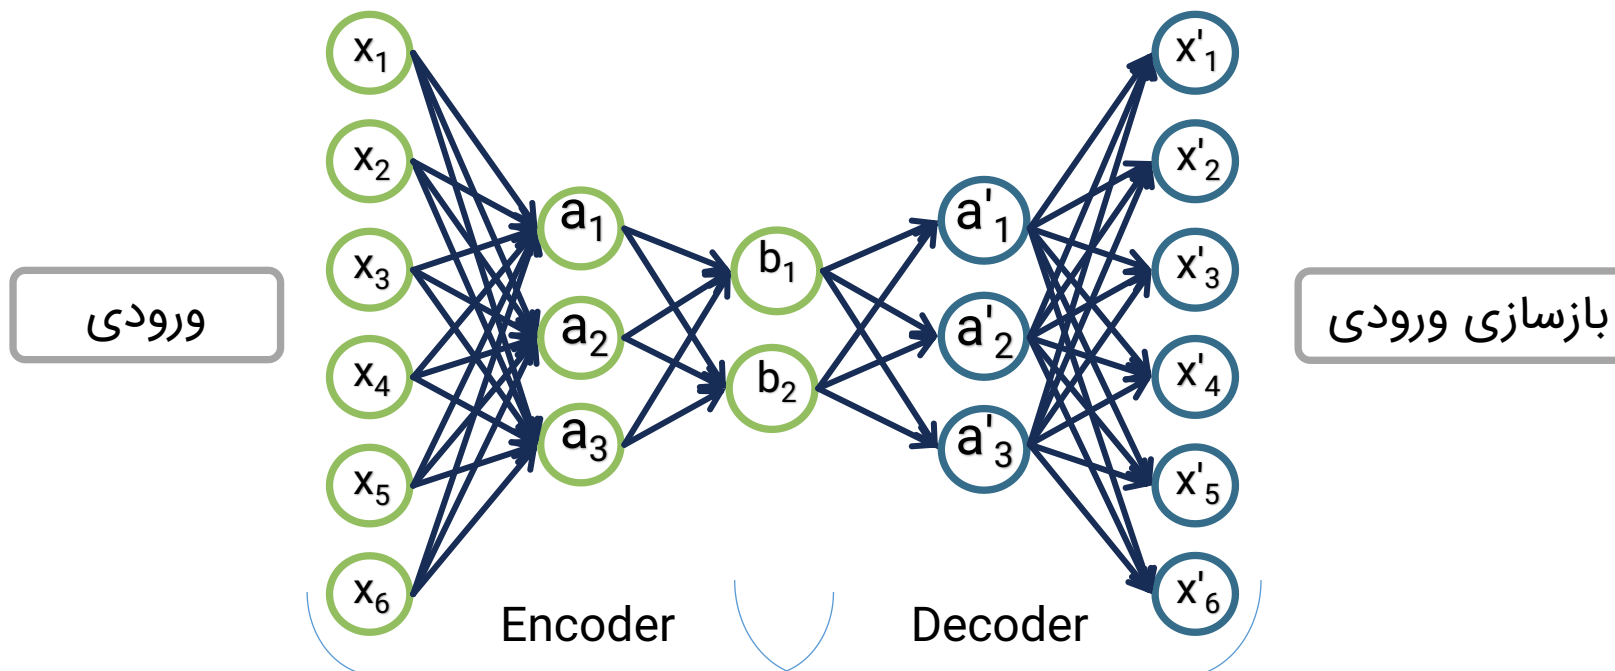 ورودی
x1
x2
x3
x4
x5
x6
a1
a2
a3
b1
b2
a'1
a'2
a'3
x'1
x'2
x'3
x'4
x'5
x'6
بازسازی ورودی
Encoder
Decoder